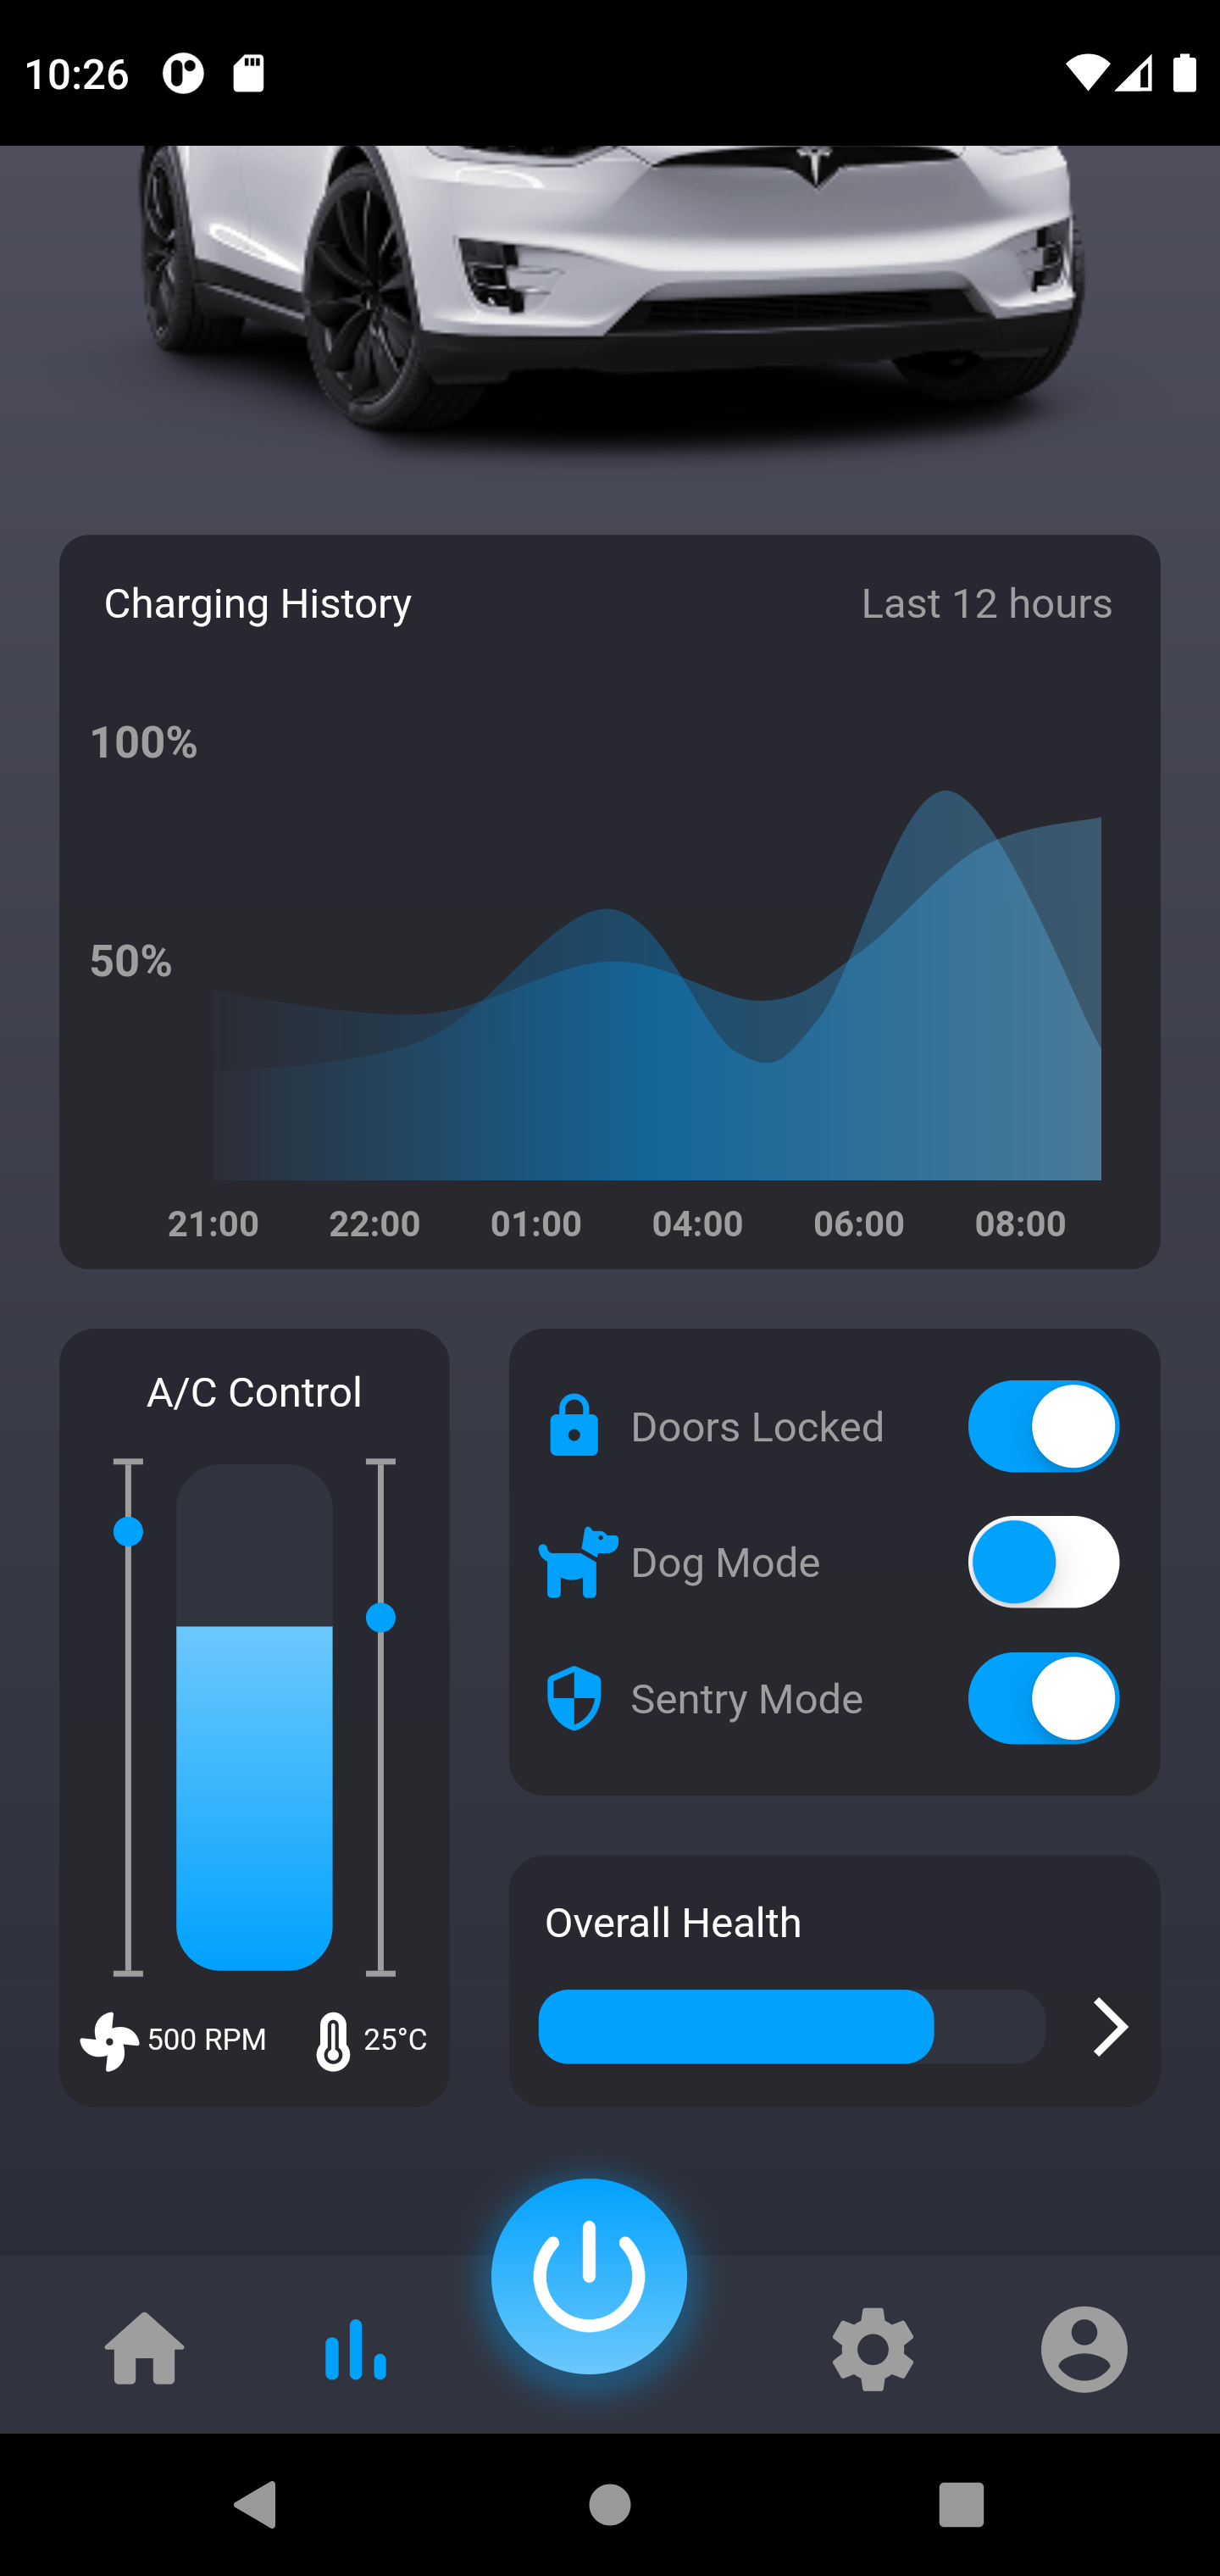 10:26
Charging History
Last 12 hours
100%
50%
21:00 22:00 01:00 04:00 06:00 08:00
A/C Control
500 RPM
25°C
Doors Locked
Dog Mode
Sentry Mode
Overall Health